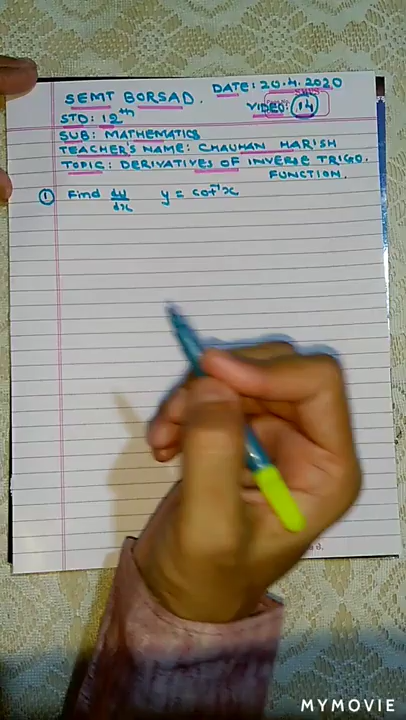 SEMT BORSAD. DATE: 20.4.2020
STD: 12th VIDEO: 14
SUB: MATHEMATICS
TEACHER'S NAME: CHAUHAN HARISH
TOPIC: DERIVATIVES OF INVERSE TRIGO.
FUNCTION.
① Find dy/dx y = cot⁻¹x
MYMOVIE